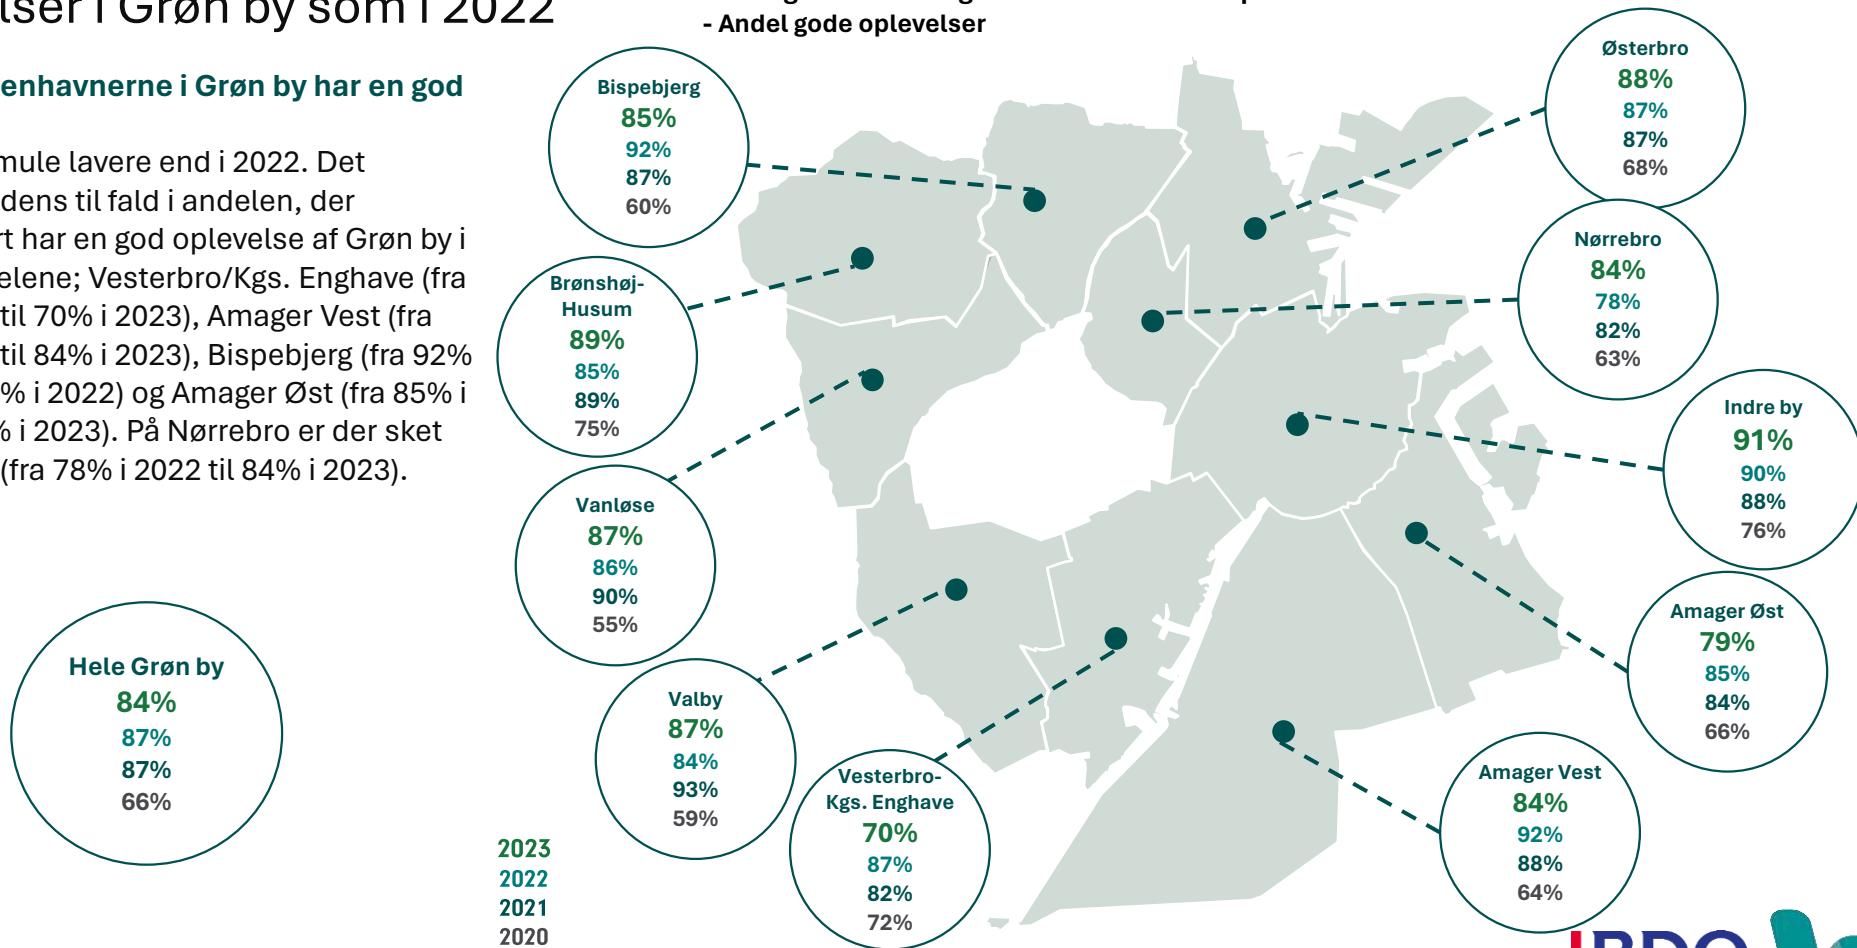 lser i Grøn by som i 2022
- Andel gode oplevelser
enhavnerne i Grøn by har en god
mule lavere end i 2022. Det
dens til fald i andelen, der
rt har en god oplevelse af Grøn by i
elene; Vesterbro/Kgs. Enghave (fra
til 70% i 2023), Amager Vest (fra
til 84% i 2023), Bispebjerg (fra 92%
% i 2022) og Amager Øst (fra 85% i
% i 2023). På Nørrebro er der sket
(fra 78% i 2022 til 84% i 2023).
Hele Grøn by
84%
87%
87%
66%
Bispebjerg
85%
92%
87%
60%
Brønshøj-
Husum
89%
85%
89%
75%
Vanløse
87%
86%
90%
55%
Valby
87%
84%
93%
59%
Vesterbro-
Kgs. Enghave
70%
87%
82%
72%
2023
2022
2021
2020
Østerbro
88%
87%
87%
68%
Nørrebro
84%
78%
82%
63%
Indre by
91%
90%
88%
76%
Amager Øst
79%
85%
84%
66%
Amager Vest
84%
92%
88%
64%
BDO